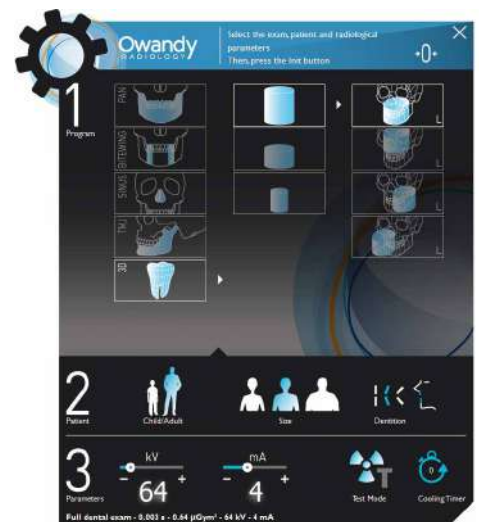 Owandy
RADIOLOGY
Select the exam, patient and radiological
parameters
Then, press the Init button
·0·
1
Program
PAN
BITEWING
SINUS
TMJ
3D
L
L
L
L
2
Patient
Child/Adult
Size
Dentition
3
Parameters
kV
- +
64
mA
- +
4
T
Test Mode
0
Cooling Timer
Full dental exam - 0.003 s - 0.64 µGym² - 64 kV - 4 mA